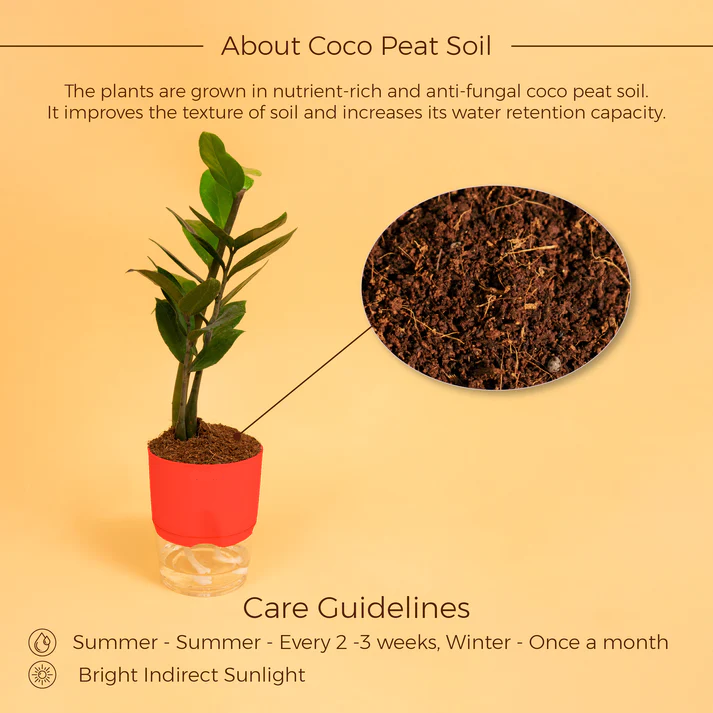 About Coco Peat Soil
The plants are grown in nutrient-rich and anti-fungal coco peat soil.
It improves the texture of soil and increases its water retention capacity.
Care Guidelines
Summer - Summer - Every 2 -3 weeks, Winter - Once a month
Bright Indirect Sunlight